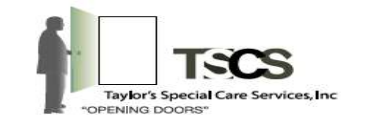 TSCS
Taylor's Special Care Services, Inc
"OPENING DOORS"